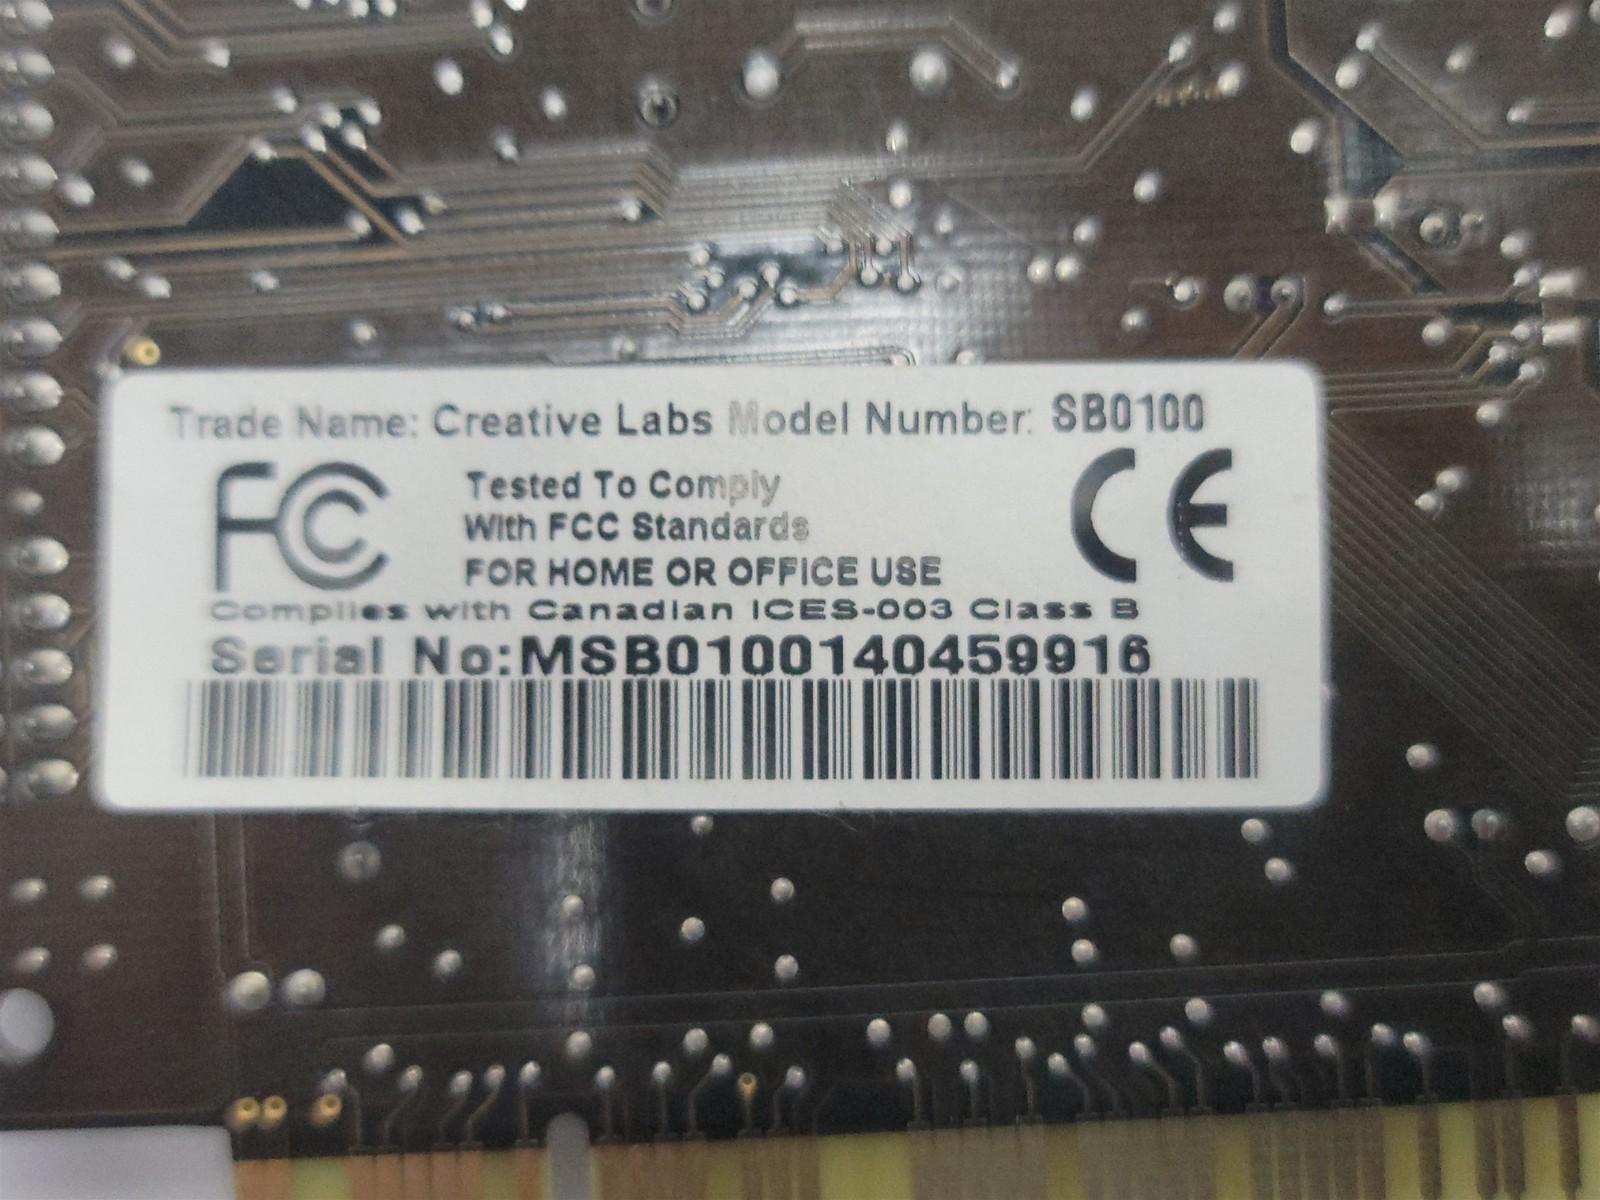 Trade Name: Creative Labs Model Number: SB0100
FC CE
Tested To Comply
With FCC Standards
FOR HOME OR OFFICE USE
Complies with Canadian ICES-003 Class B
Serial No:MSB0100140459916